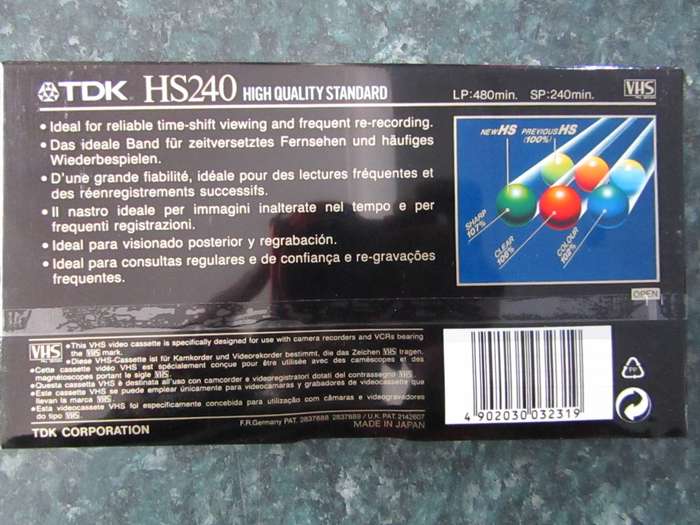 TDK HS240 HIGH QUALITY STANDARD LP:480min. SP:240min. VHS
PAL SECAM
• Ideal for reliable time-shift viewing and frequent re-recording.
• Das ideale Band für zeitversetztes Fernsehen und häufiges
Wiederbespielen.
• D'une grande fiabilité, idéale pour des lectures fréquentes et
des réenregistrements successifs.
• Il nastro ideale per immagini inalterate nel tempo e per
frequenti registrazioni.
• Ideal para visionado posterior y regrabación.
• Ideal para consultas regulares e de confiança e re-gravações
frequentes.
NEW HS PREVIOUS HS
(100%)
SHARP
107%
CLEAR
106%
COLOUR
102%
OPEN
VHS
• This VHS video cassette is specifically designed for use with camera recorders and VCRs bearing
the VHS mark.
• Diese VHS-Cassette ist für Kamkorder und Videorekorder bestimmt, die das Zeichen VHS tragen.
• Cette cassette vidéo VHS est spécialement conçue pour être utilisée avec des caméscopes et des
magnétoscopes portant le sigle VHS.
• Questa cassetta VHS è destinata all'uso con camcorder e videoregistratori dotati del contrassegno VHS.
• Este cassette VHS se puede emplear únicamente para videocámaras y grabadores de videocassette que
llevan la marca VHS.
• Esta videocassete VHS foi especificamente concebida para utilização com câmaras e videogravadores
do tipo VHS.
F.R.Germany PAT. 2837688 2837689 / U.K. PAT. 2142607
TDK CORPORATION MADE IN JAPAN
4 902030 032319
PP